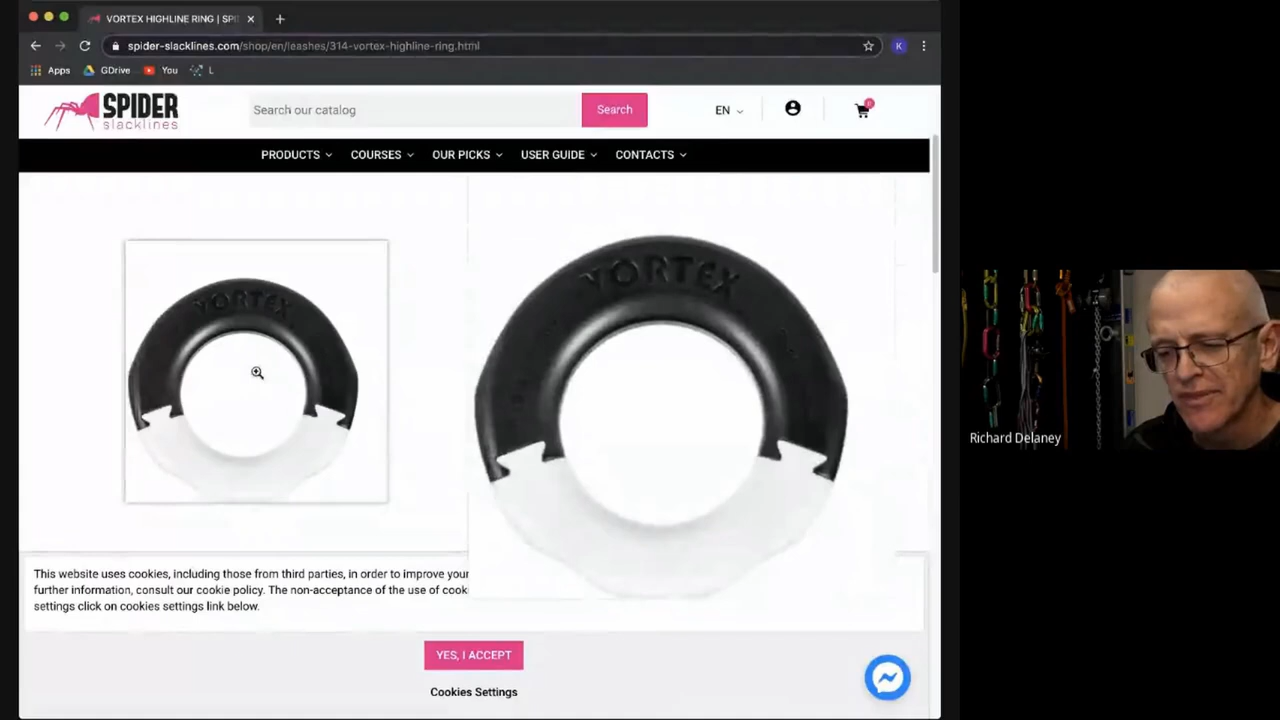 VORTEX HIGHLINE RING | SPI
spider-slacklines.com/shop/en/leashes/314-vortex-highline-ring.html
K
Apps GDrive You L
SPIDER
slacklines
Search our catalog
Search
EN
0
PRODUCTS COURSES OUR PICKS USER GUIDE CONTACTS
VORTEX
VORTEX
This website uses cookies, including those from third parties, in order to improve your
further information, consult our cookie policy. The non-acceptance of the use of cook
settings click on cookies settings link below.
YES, I ACCEPT
Cookies Settings
Richard Delaney